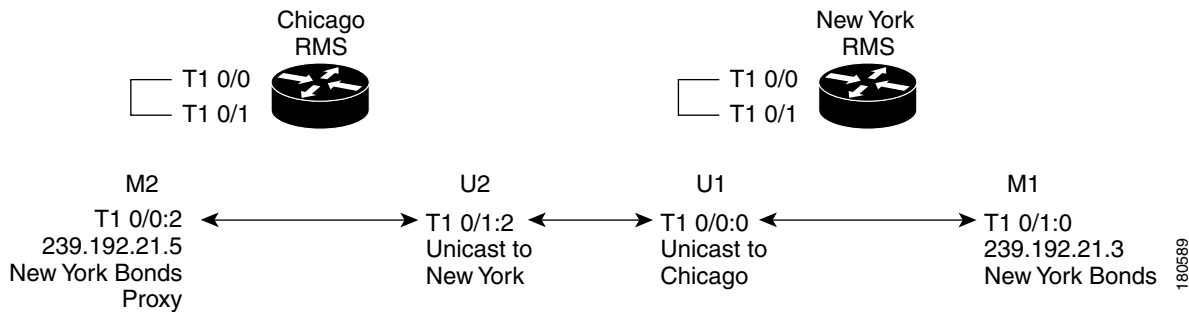 Chicago
RMS
T1 0/0
T1 0/1
New York
RMS
T1 0/0
T1 0/1
M2
T1 0/0:2
239.192.21.5
New York Bonds
Proxy
U2
T1 0/1:2
Unicast to
New York
U1
T1 0/0:0
Unicast to
Chicago
M1
T1 0/1:0
239.192.21.3
New York Bonds
180589